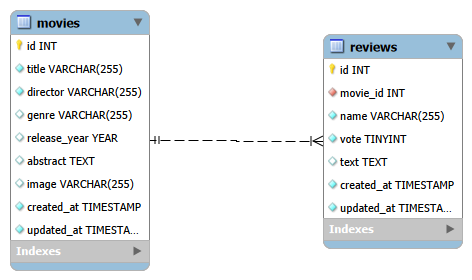 movies
id INT
title VARCHAR(255)
director VARCHAR(255)
genre VARCHAR(255)
release_year YEAR
abstract TEXT
image VARCHAR(255)
created_at TIMESTAMP
updated_at TIMESTA...
Indexes
reviews
id INT
movie_id INT
name VARCHAR(255)
vote TINYINT
text TEXT
created_at TIMESTAMP
updated_at TIMESTA...
Indexes